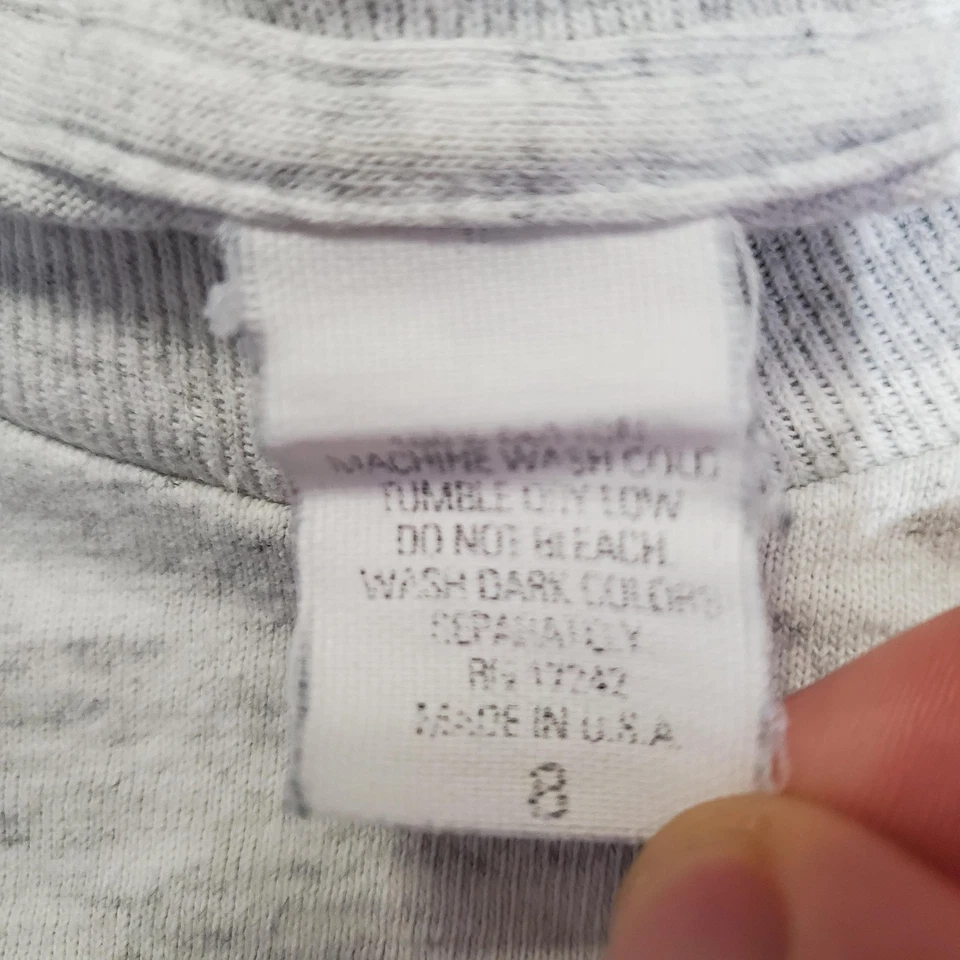 MACHINE WASH COLD
TUMBLE DRY LOW
DO NOT BLEACH.
WASH DARK COLORS
SEPARATELY
RN 17242
MADE IN U.S.A.
8